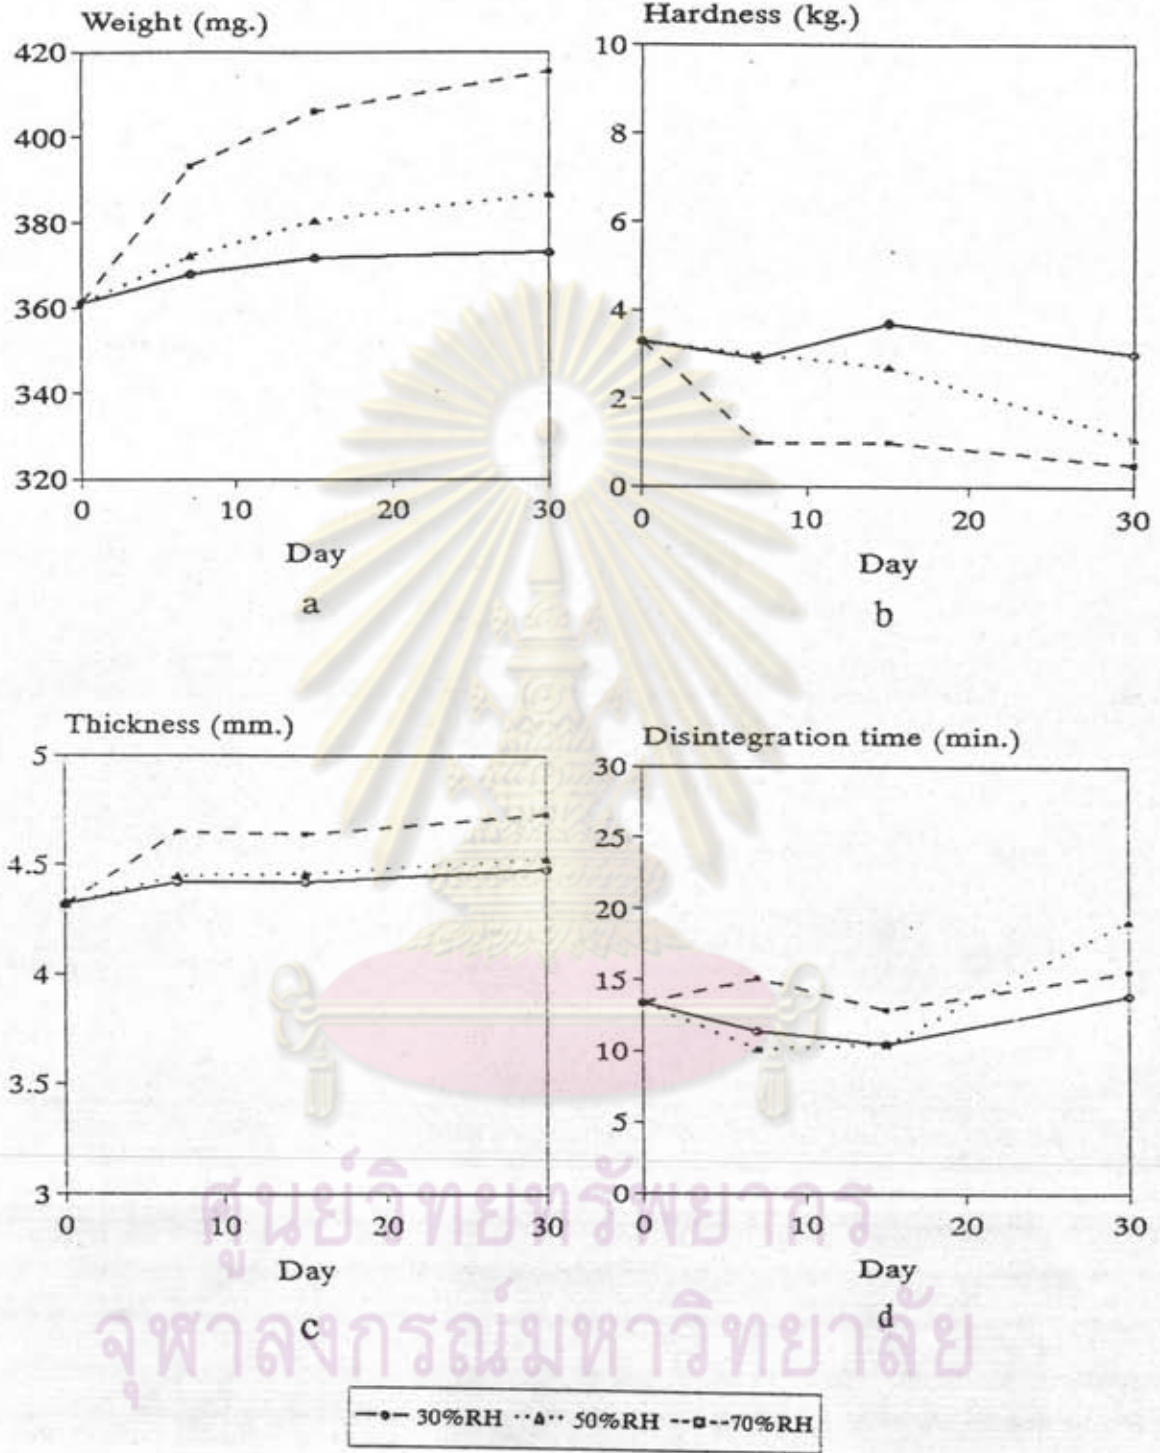 Weight (mg.)
420
400
380
360
340
320
0 10 20 30
Day
a
Hardness (kg.)
10
8
6
4
2
0
0 10 20 30
Day
b
Thickness (mm.)
5
4.5
4
3.5
3
0 10 20 30
Day
c
Disintegration time (min.)
30
25
20
15
10
5
0
0 10 20 30
Day
d
ศูนย์วิทยทรัพยากร
จุฬาลงกรณ์มหาวิทยาลัย
30%RH 50%RH 70%RH